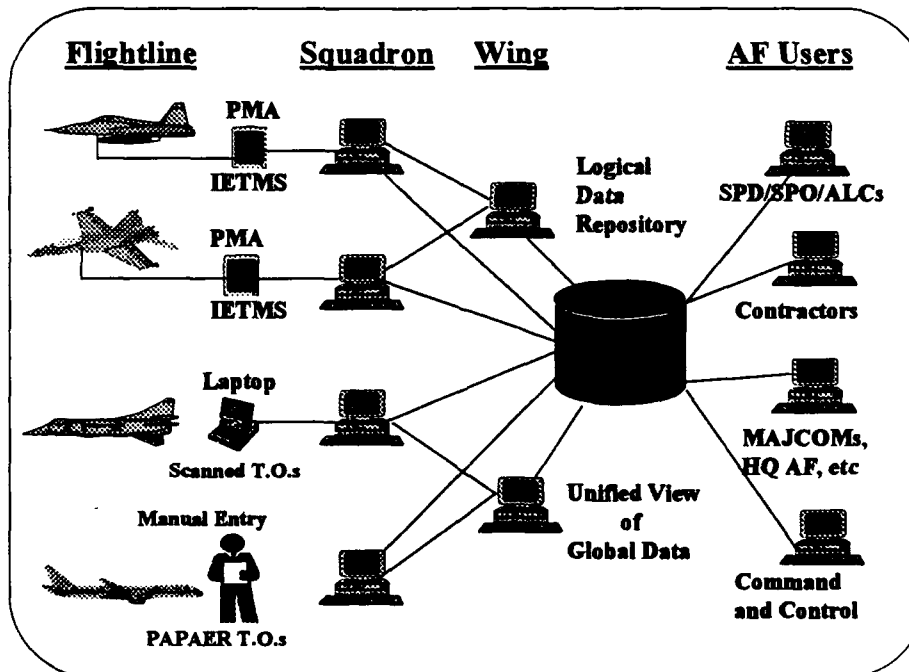 Flightline Squadron Wing AF Users
PMA
IETMS
Logical
Data
Repository
SPD/SPO/ALCs
PMA
IETMS
Contractors
Laptop
Scanned T.O.s
MAJCOMs,
HQ AF, etc
Manual Entry
PAPAER T.O.s
Unified View
of
Global Data
Command
and Control